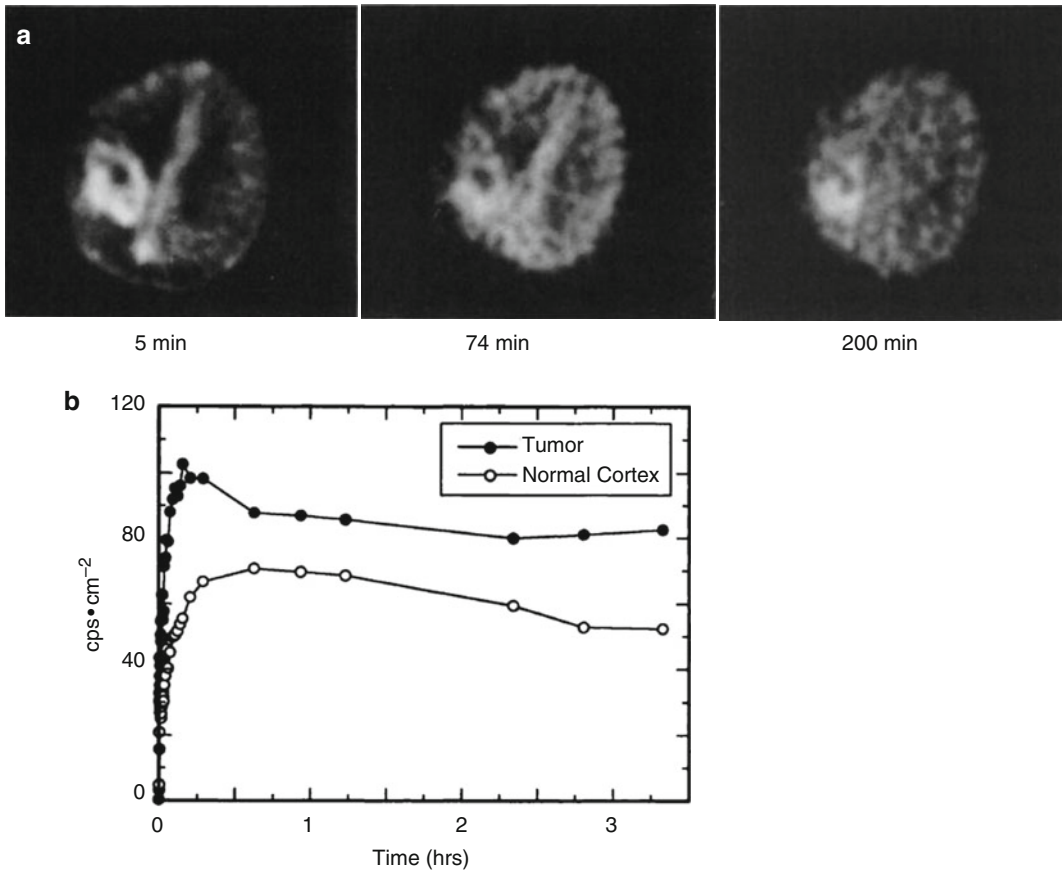 a
5 min
74 min
200 min
b
120
80
40
0
cps•cm−2
Tumor
Normal Cortex
0
1
2
3
Time (hrs)